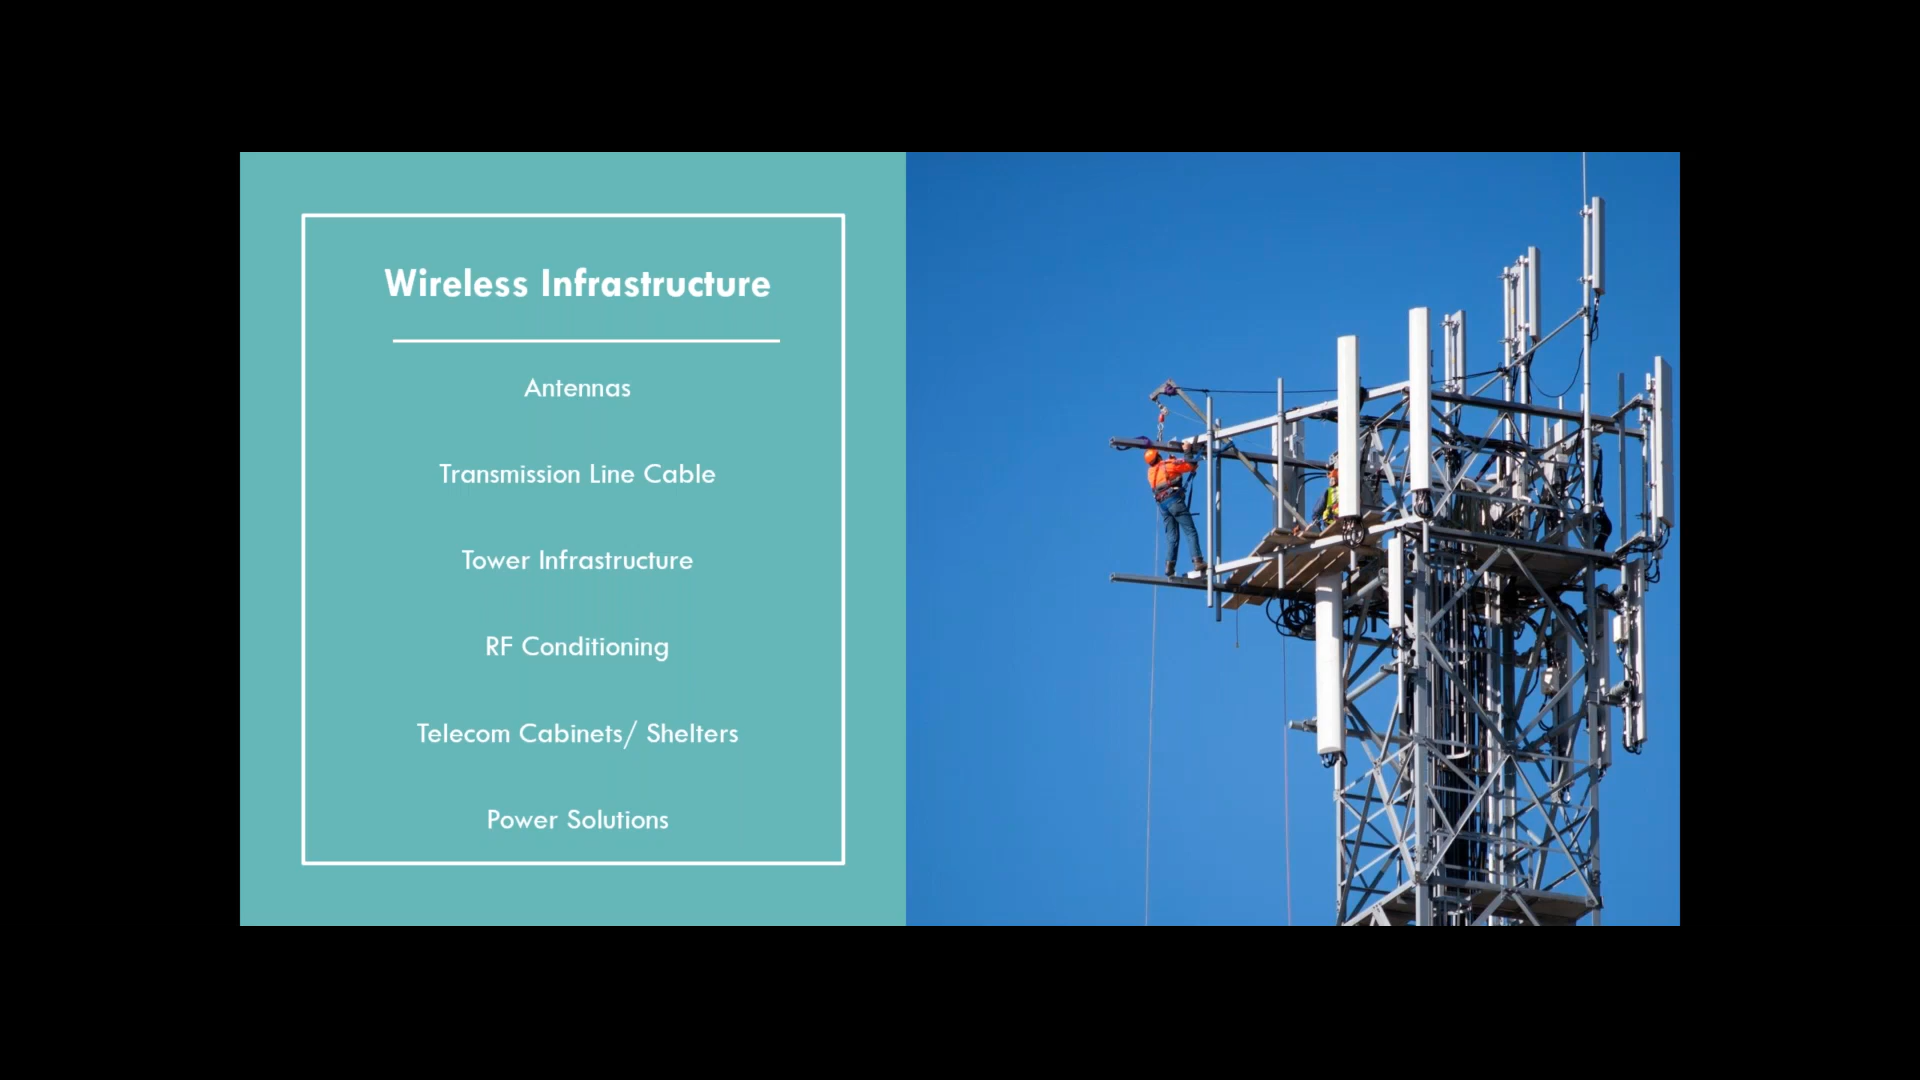 Wireless Infrastructure
Antennas
Transmission Line Cable
Tower Infrastructure
RF Conditioning
Telecom Cabinets/ Shelters
Power Solutions